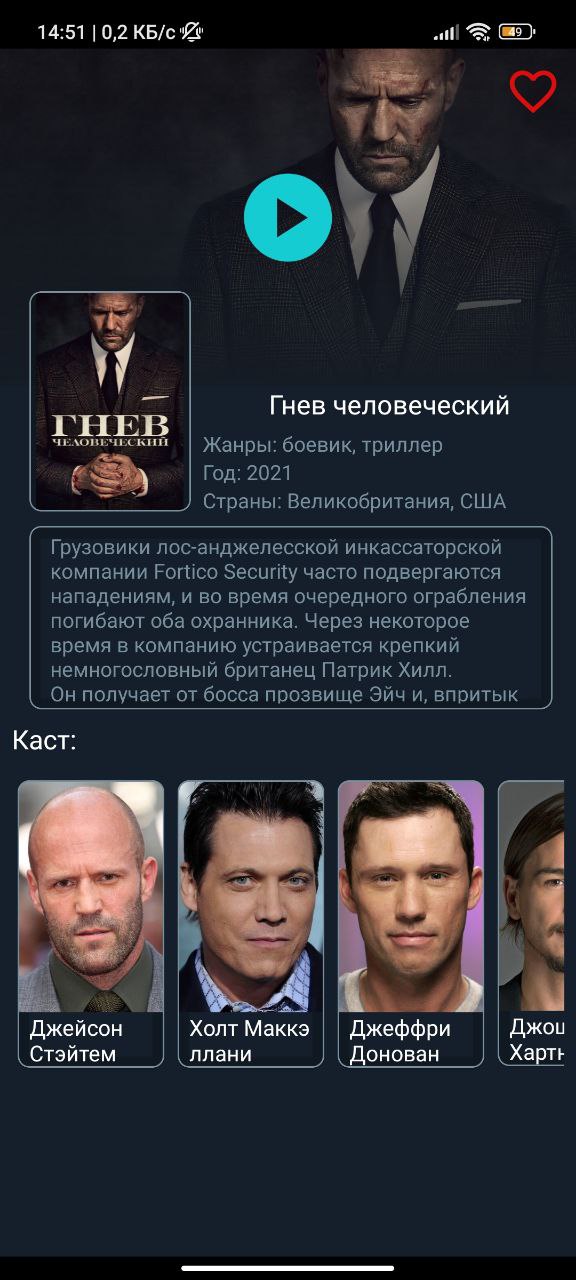 14:51 | 0,2 КБ/с
49
ГНЕВ
ЧЕЛОВЕЧЕСКИЙ
Гнев человеческий
Жанры: боевик, триллер
Год: 2021
Страны: Великобритания, США
Грузовики лос-анджелесской инкассаторской
компании Fortico Security часто подвергаются
нападениям, и во время очередного ограбления
погибают оба охранника. Через некоторое
время в компанию устраивается крепкий
немногословный британец Патрик Хилл.
Он получает от босса прозвище Эйч и, впритык
Каст:
Джейсон
Стэйтем
Холт Маккэ
ллани
Джеффри
Донован
Джош
Хартн